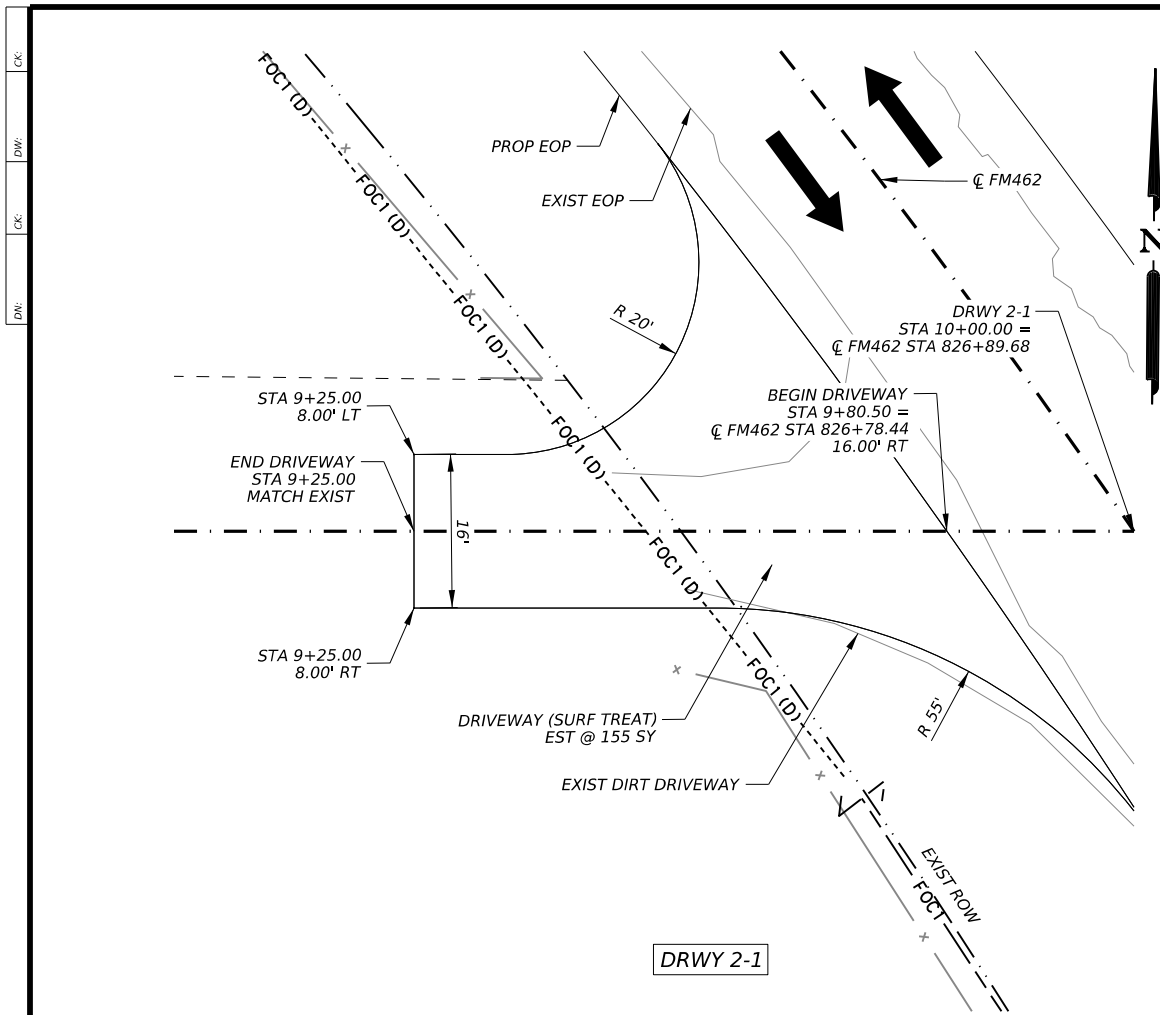 CK:
DW:
CK:
DN:
FOC1 (D)
PROP EOP
EXIST EOP
℄ FM462
N
FOC1 (D)
FOC1 (D)
R 20'
DRWY 2-1
STA 10+00.00 =
℄ FM462 STA 826+89.68
STA 9+25.00
8.00' LT
BEGIN DRIVEWAY
STA 9+80.50 =
℄ FM462 STA 826+78.44
16.00' RT
FOC1 (D)
END DRIVEWAY
STA 9+25.00
MATCH EXIST
16'
FOC1 (D)
STA 9+25.00
8.00' RT
FOC1 (D)
DRIVEWAY (SURF TREAT)
EST @ 155 SY
R 55'
EXIST DIRT DRIVEWAY
EXIST ROW
FOC1
DRWY 2-1